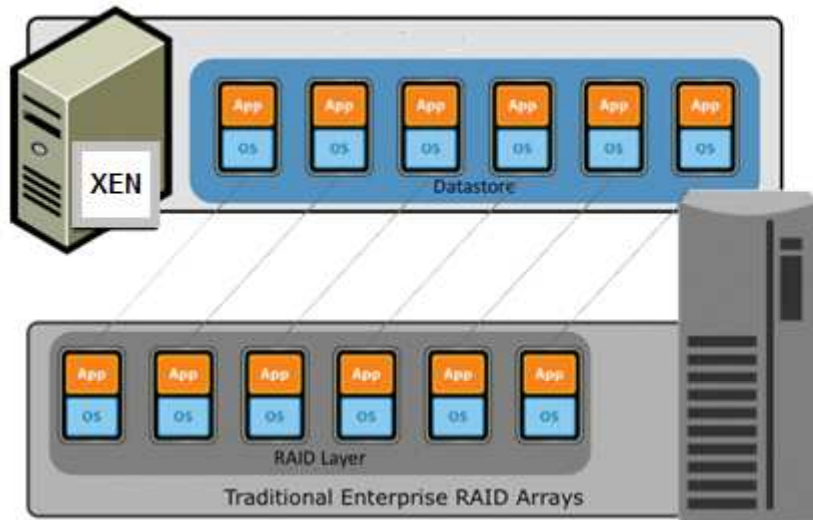 App App App App App App
OS OS OS OS OS OS
XEN
Datastore
App App App App App App
OS OS OS OS OS OS
RAID Layer
Traditional Enterprise RAID Arrays